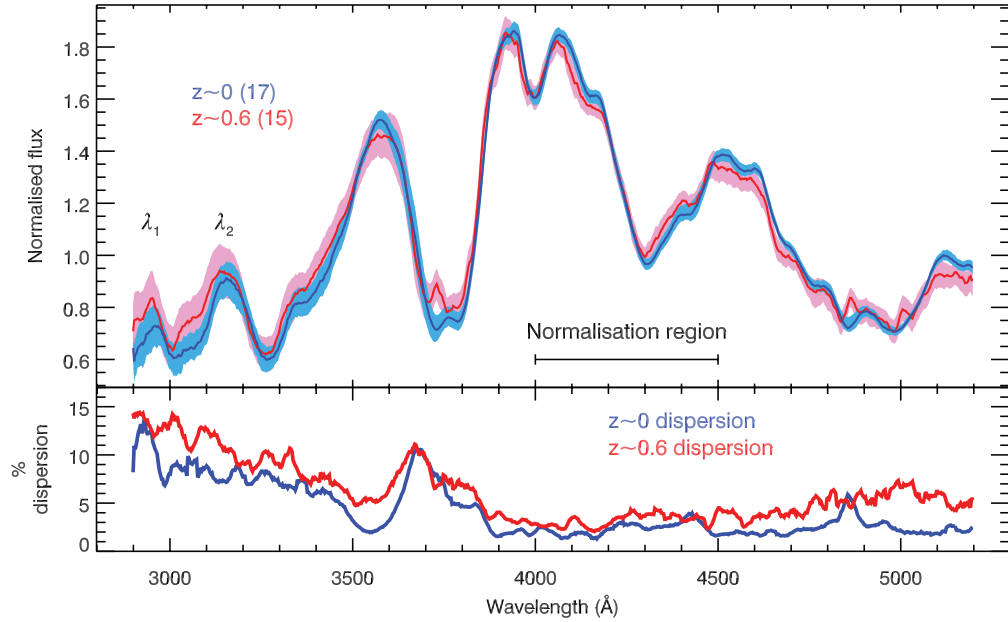 1.8
1.6
1.4
1.2
1.0
0.8
0.6
Normalised flux
z~0 (17)
z~0.6 (15)
λ1
λ2
Normalisation region
15
10
5
0
%
dispersion
z~0 dispersion
z~0.6 dispersion
3000
3500
4000
4500
5000
Wavelength (Å)